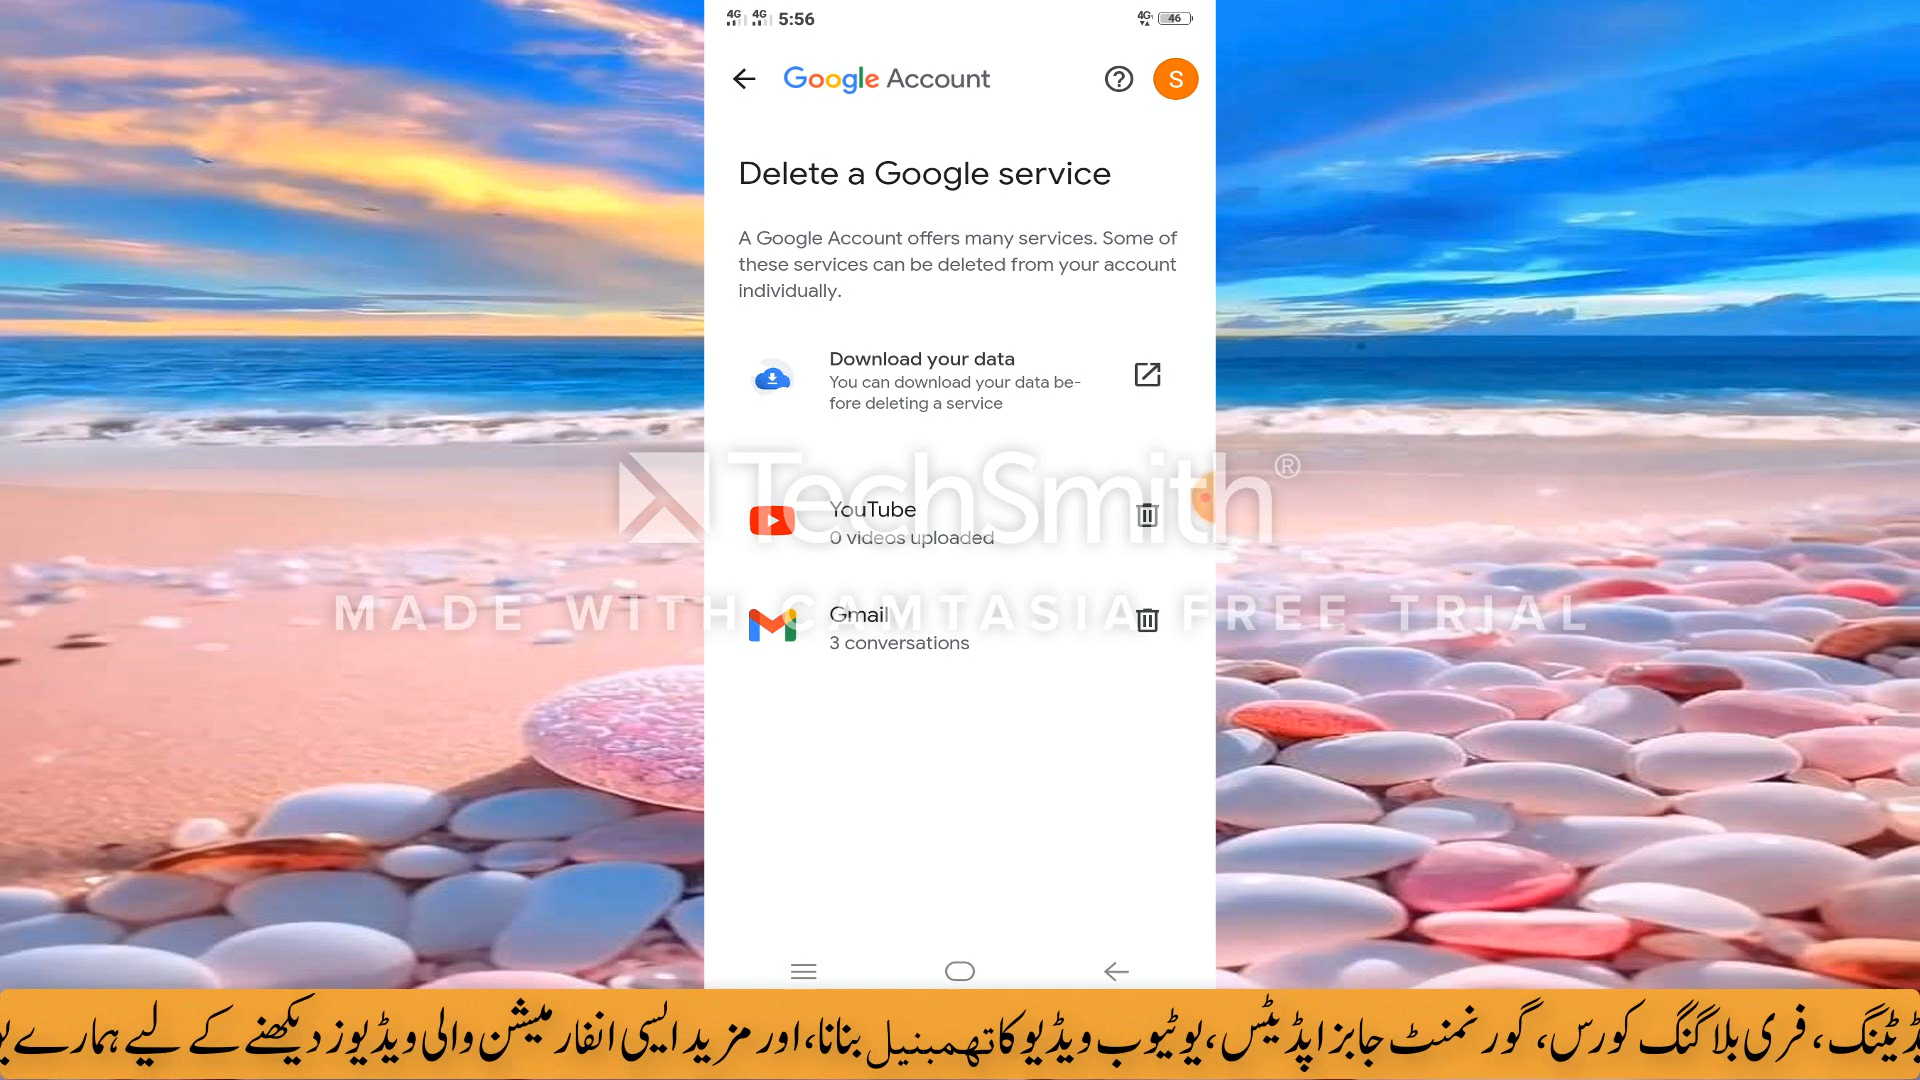 4G 4G 5:56 4G 46
Google Account S
Delete a Google service
A Google Account offers many services. Some of
these services can be deleted from your account
individually.
Download your data
You can download your data be-
fore deleting a service
TechSmith®
YouTube
0 videos uploaded
MADE WITH CAMTASIA FREE TRIAL
Gmail
3 conversations
، فری بلاگنگ کورس، گورنمنٹ جابز اپڈیٹس، یوٹیوب ویڈیو کا تھمبنیل بنانا، اور مزید ایسی انفارمیشن والی ویڈیوز دیکھنے کے لیے ہمارے